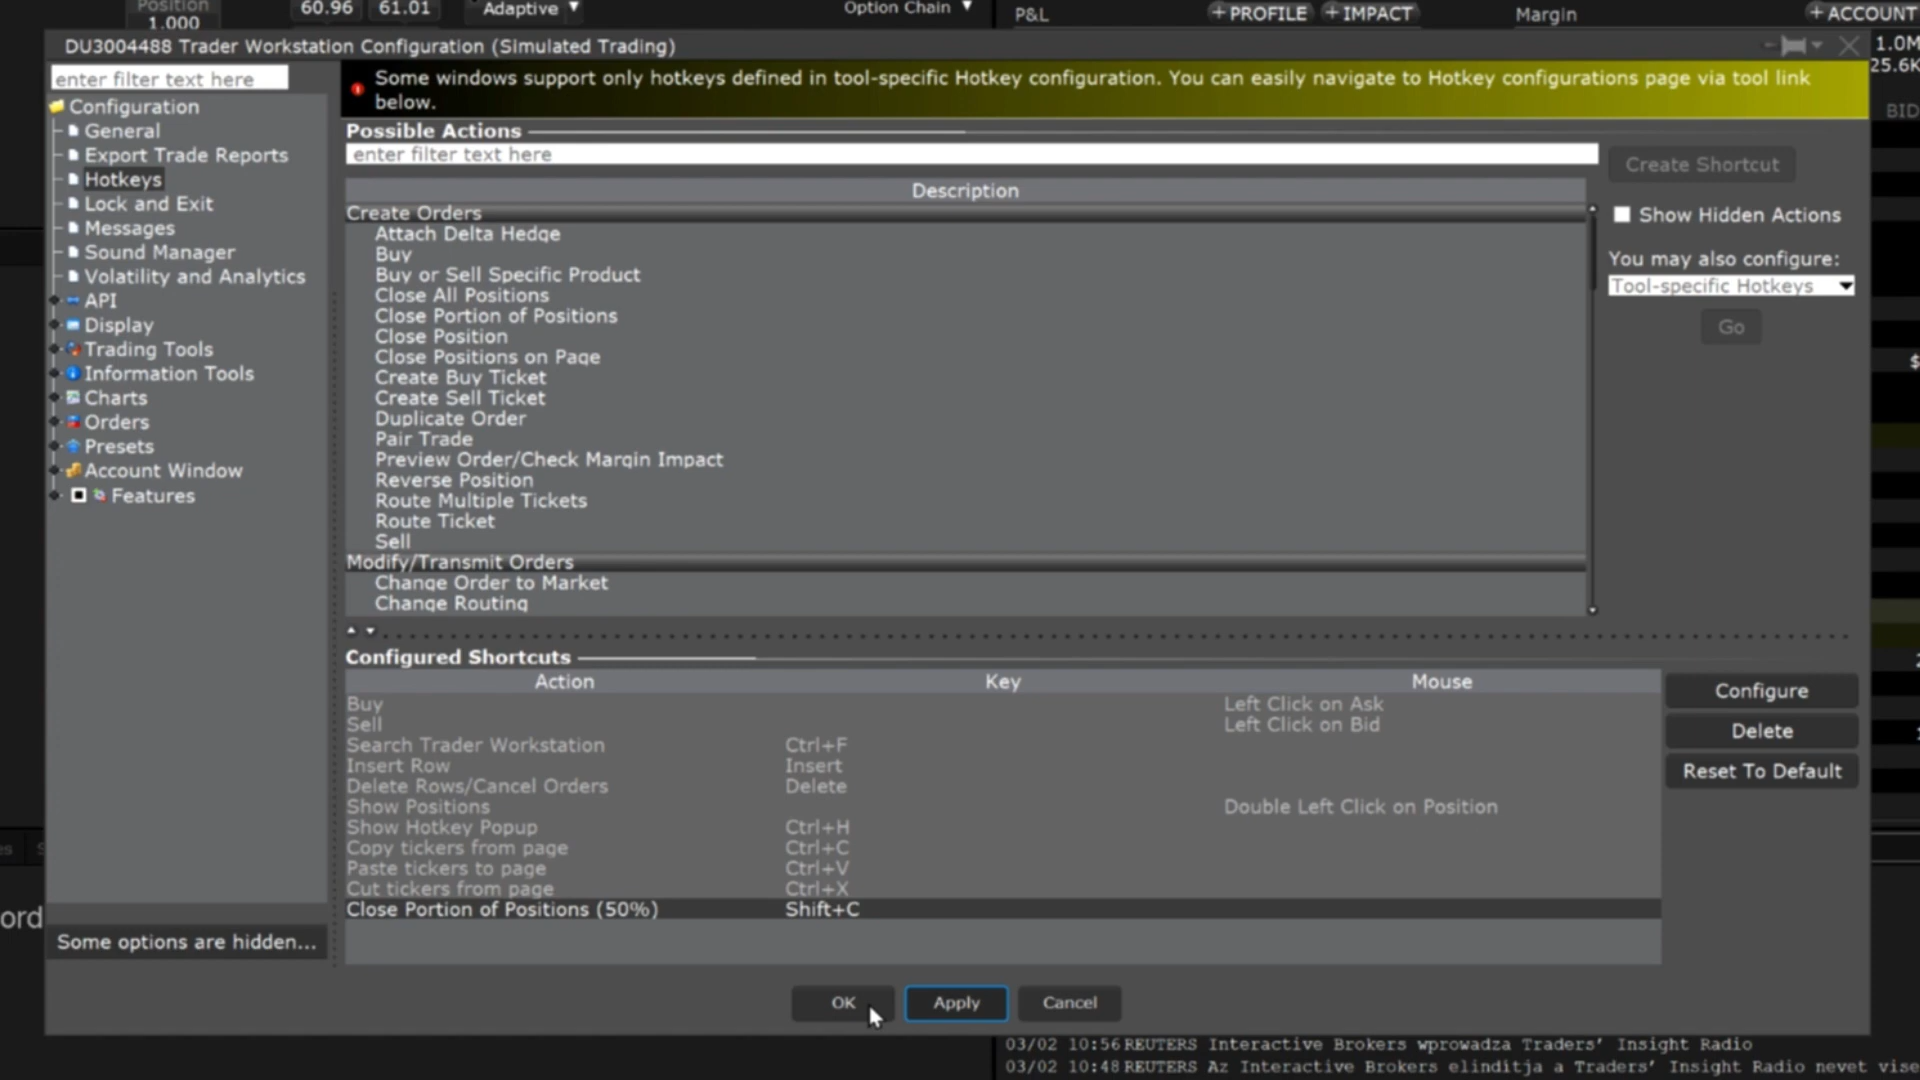 Position
1.000
60.96 61.01
Adaptive
Option Chain
P&L
+ PROFILE + IMPACT
Margin
+ ACCOUNT
DU3004488 Trader Workstation Configuration (Simulated Trading)
1.0M
25.6K
BID
enter filter text here
Configuration
General
Export Trade Reports
Hotkeys
Lock and Exit
Messages
Sound Manager
Volatility and Analytics
API
Display
Trading Tools
Information Tools
Charts
Orders
Presets
Account Window
Features
Some options are hidden...
Some windows support only hotkeys defined in tool-specific Hotkey configuration. You can easily navigate to Hotkey configurations page via tool link
below.
Possible Actions
enter filter text here
Create Shortcut
Description
Show Hidden Actions
You may also configure:
Tool-specific Hotkeys
Go
Create Orders
Attach Delta Hedge
Buy
Buy or Sell Specific Product
Close All Positions
Close Portion of Positions
Close Position
Close Positions on Page
Create Buy Ticket
Create Sell Ticket
Duplicate Order
Pair Trade
Preview Order/Check Margin Impact
Reverse Position
Route Multiple Tickets
Route Ticket
Sell
Modify/Transmit Orders
Change Order to Market
Change Routing
Configured Shortcuts
Action Key Mouse
Buy Left Click on Ask
Sell Left Click on Bid
Search Trader Workstation Ctrl+F
Insert Row Insert
Delete Rows/Cancel Orders Delete
Show Positions Double Left Click on Position
Show Hotkey Popup Ctrl+H
Copy tickers from page Ctrl+C
Paste tickers to page Ctrl+V
Cut tickers from page Ctrl+X
Close Portion of Positions (50%) Shift+C
Configure
Delete
Reset To Default
OK Apply Cancel
$
ord
03/02 10:56 REUTERS Interactive Brokers wprowadza Traders’ Insight Radio
03/02 10:48 REUTERS Az Interactive Brokers elinditja a Traders’ Insight Radio nevet vise